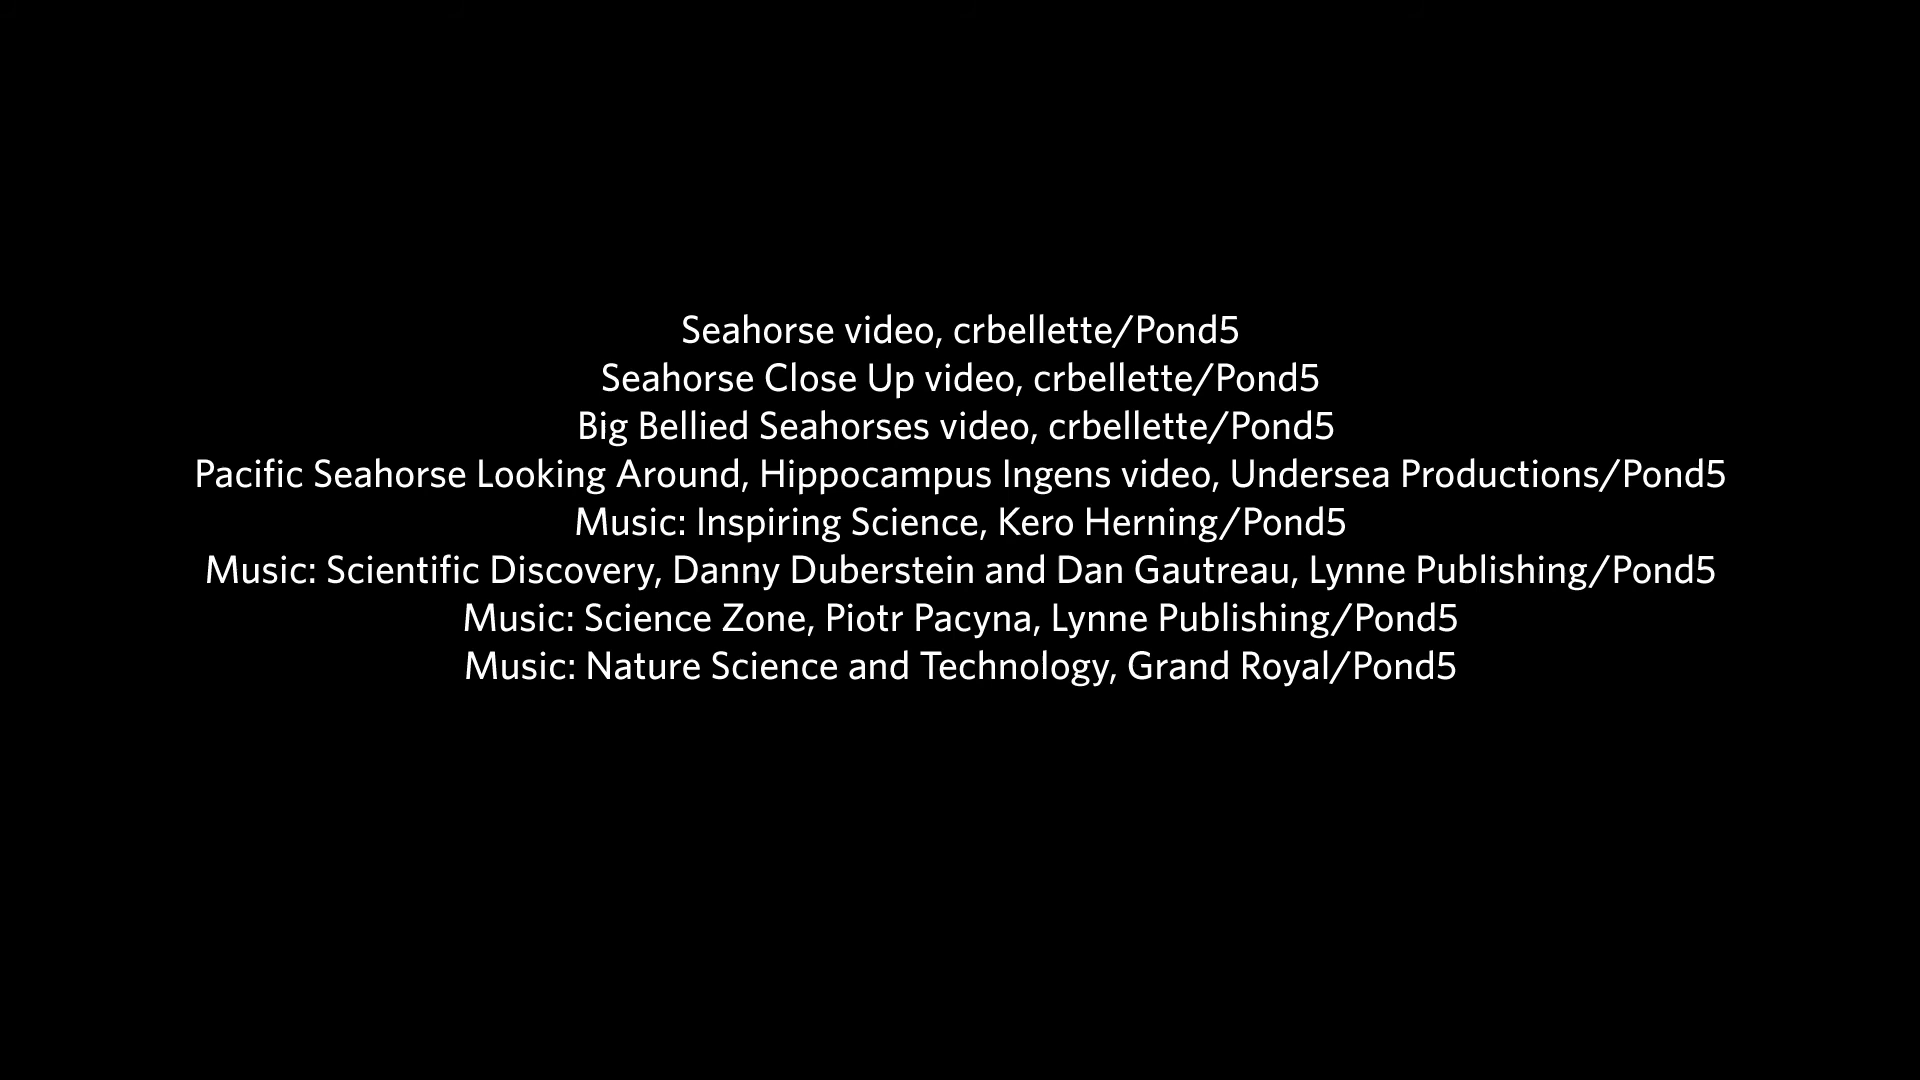 Seahorse video, crbellette/Pond5
Seahorse Close Up video, crbellette/Pond5
Big Bellied Seahorses video, crbellette/Pond5
Pacific Seahorse Looking Around, Hippocampus Ingens video, Undersea Productions/Pond5
Music: Inspiring Science, Kero Herning/Pond5
Music: Scientific Discovery, Danny Duberstein and Dan Gautreau, Lynne Publishing/Pond5
Music: Science Zone, Piotr Pacyna, Lynne Publishing/Pond5
Music: Nature Science and Technology, Grand Royal/Pond5